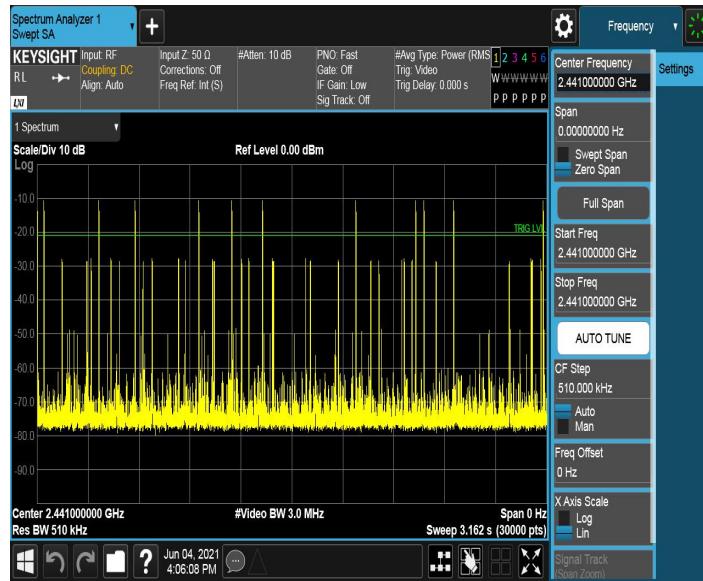 Spectrum Analyzer 1
Swept SA
+
Frequency
KEYSIGHT
RL
LXI
Input: RF
Coupling: DC
Align: Auto
Input Z: 50 Ω
Corrections: Off
Freq Ref: Int (S)
#Atten: 10 dB
PNO: Fast
Gate: Off
IF Gain: Low
Sig Track: Off
#Avg Type: Power (RMS
Trig: Video
Trig Delay: 0.000 s
1 2 3 4 5 6
W W W W W W
P P P P P P
1 Spectrum
Scale/Div 10 dB
Ref Level 0.00 dBm
Log
-10.0
-20.0
-30.0
-40.0
-50.0
-60.0
-70.0
-80.0
-90.0
TRIG LVL
Center 2.441000000 GHz
#Video BW 3.0 MHz
Span 0 Hz
Res BW 510 kHz
Sweep 3.162 s (30000 pts)
?
Jun 04, 2021
4:06:08 PM
Center Frequency
2.441000000 GHz
Settings
Span
0.00000000 Hz
Swept Span
Zero Span
Full Span
Start Freq
2.441000000 GHz
Stop Freq
2.441000000 GHz
AUTO TUNE
CF Step
510.000 kHz
Auto
Man
Freq Offset
0 Hz
X Axis Scale
Log
Lin
Signal Track
(Span Zoom)